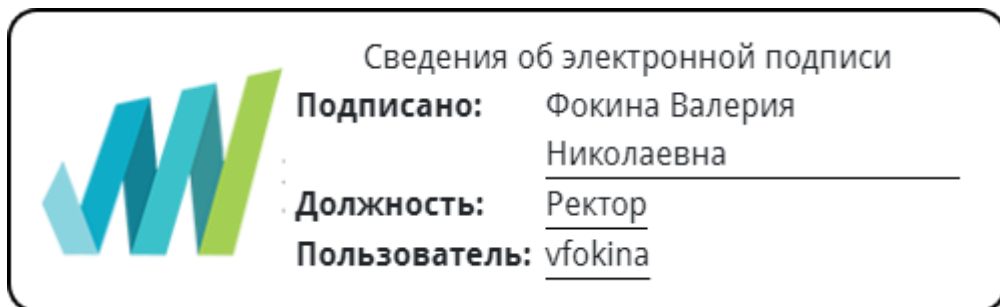 Сведения об электронной подписи
Подписано: Фокина Валерия
Николаевна
Должность: Ректор
Пользователь: vfokina